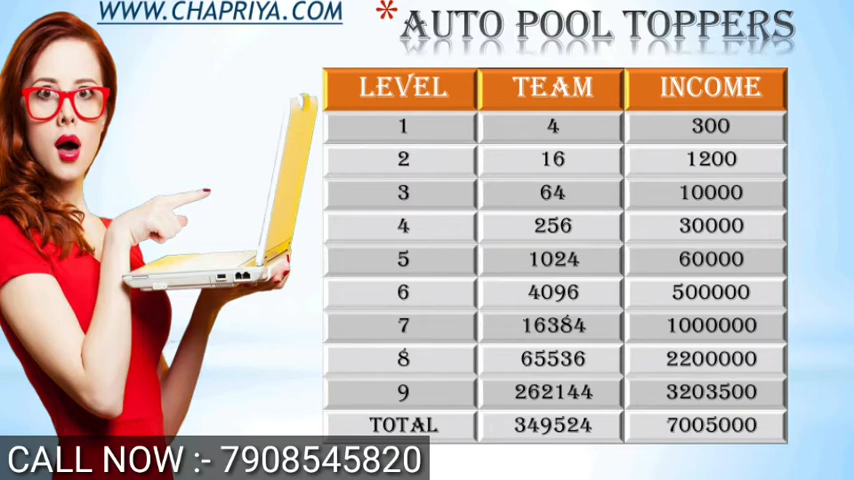 WWW.CHAPRIYA.COM
* AUTO POOL TOPPERS
LEVEL TEAM INCOME
1 4 300
2 16 1200
3 64 10000
4 256 30000
5 1024 60000
6 4096 500000
7 16384 1000000
8 65536 2200000
9 262144 3203500
TOTAL 349524 7005000
CALL NOW :- 7908545820